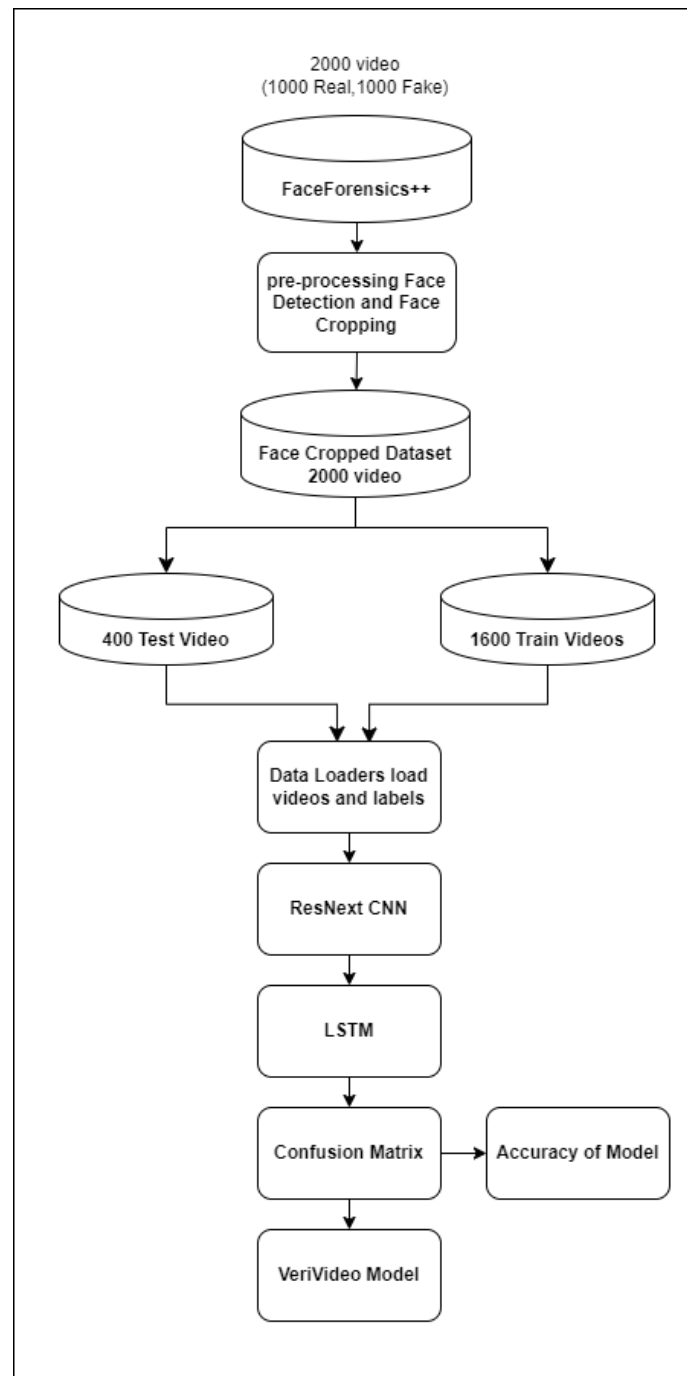 2000 video
(1000 Real,1000 Fake)
FaceForensics++
pre-processing Face
Detection and Face
Cropping
Face Cropped Dataset
2000 video
400 Test Video
1600 Train Videos
Data Loaders load
videos and labels
ResNext CNN
LSTM
Confusion Matrix
Accuracy of Model
VeriVideo Model